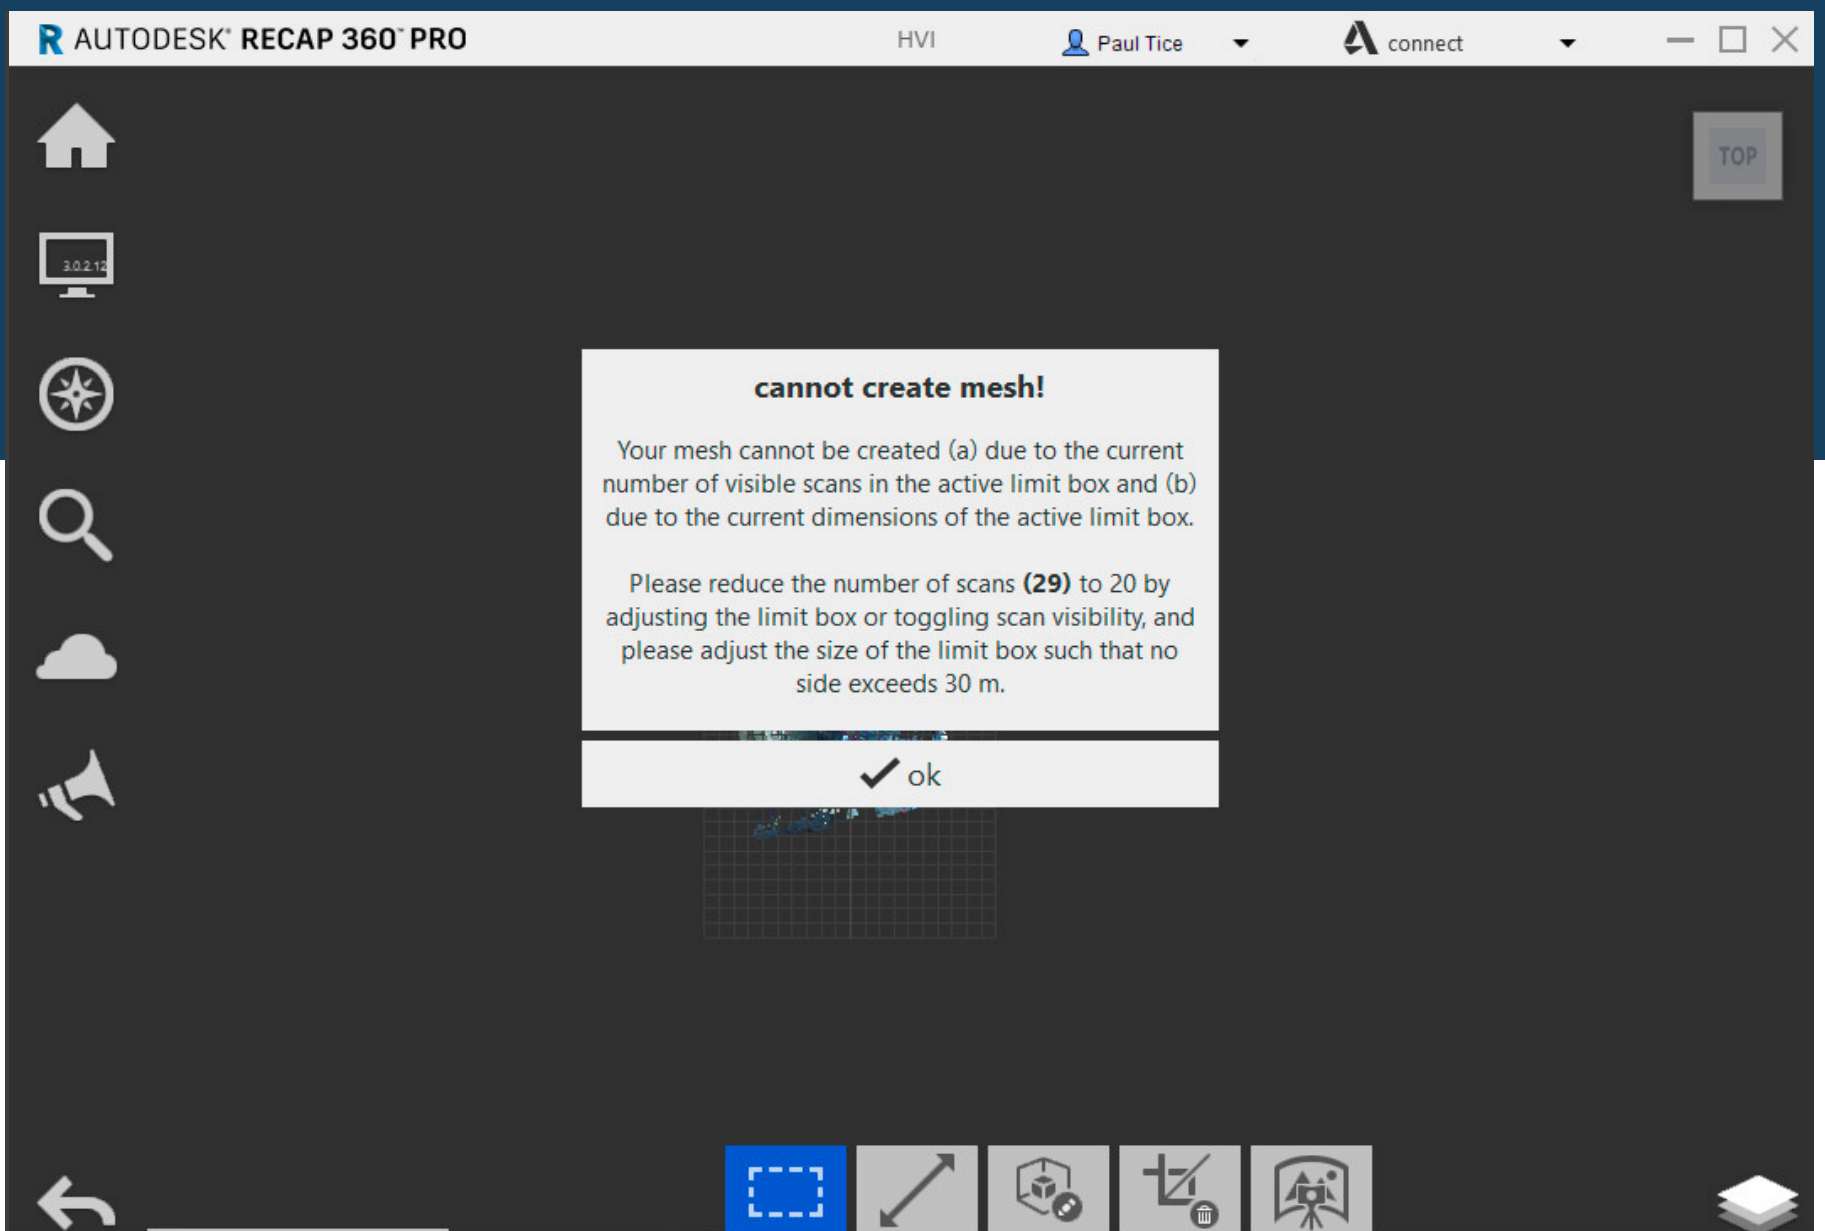 AUTODESK® RECAP 360™ PRO
HVI
Paul Tice
connect
TOP
3.0.2.12
cannot create mesh!
Your mesh cannot be created (a) due to the current
number of visible scans in the active limit box and (b)
due to the current dimensions of the active limit box.
Please reduce the number of scans (29) to 20 by
adjusting the limit box or toggling scan visibility, and
please adjust the size of the limit box such that no
side exceeds 30 m.
ok